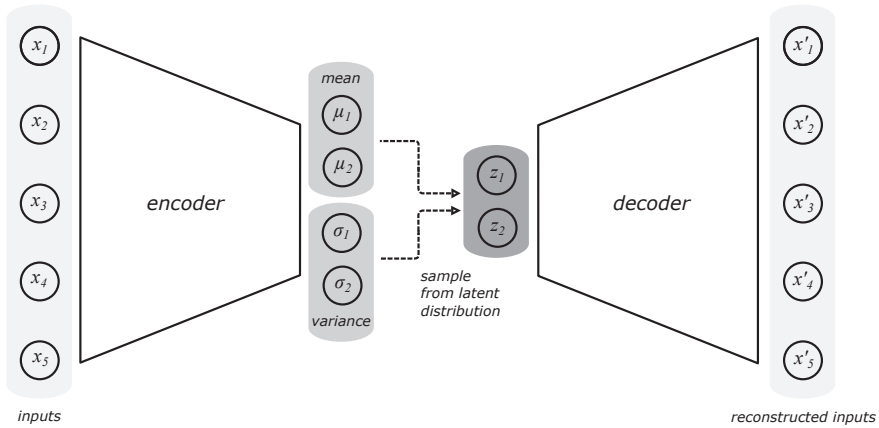 x1
x2
x3
x4
x5
inputs
encoder
mean
μ1
μ2
σ1
σ2
variance
z1
z2
sample
from latent
distribution
decoder
x'1
x'2
x'3
x'4
x'5
reconstructed inputs